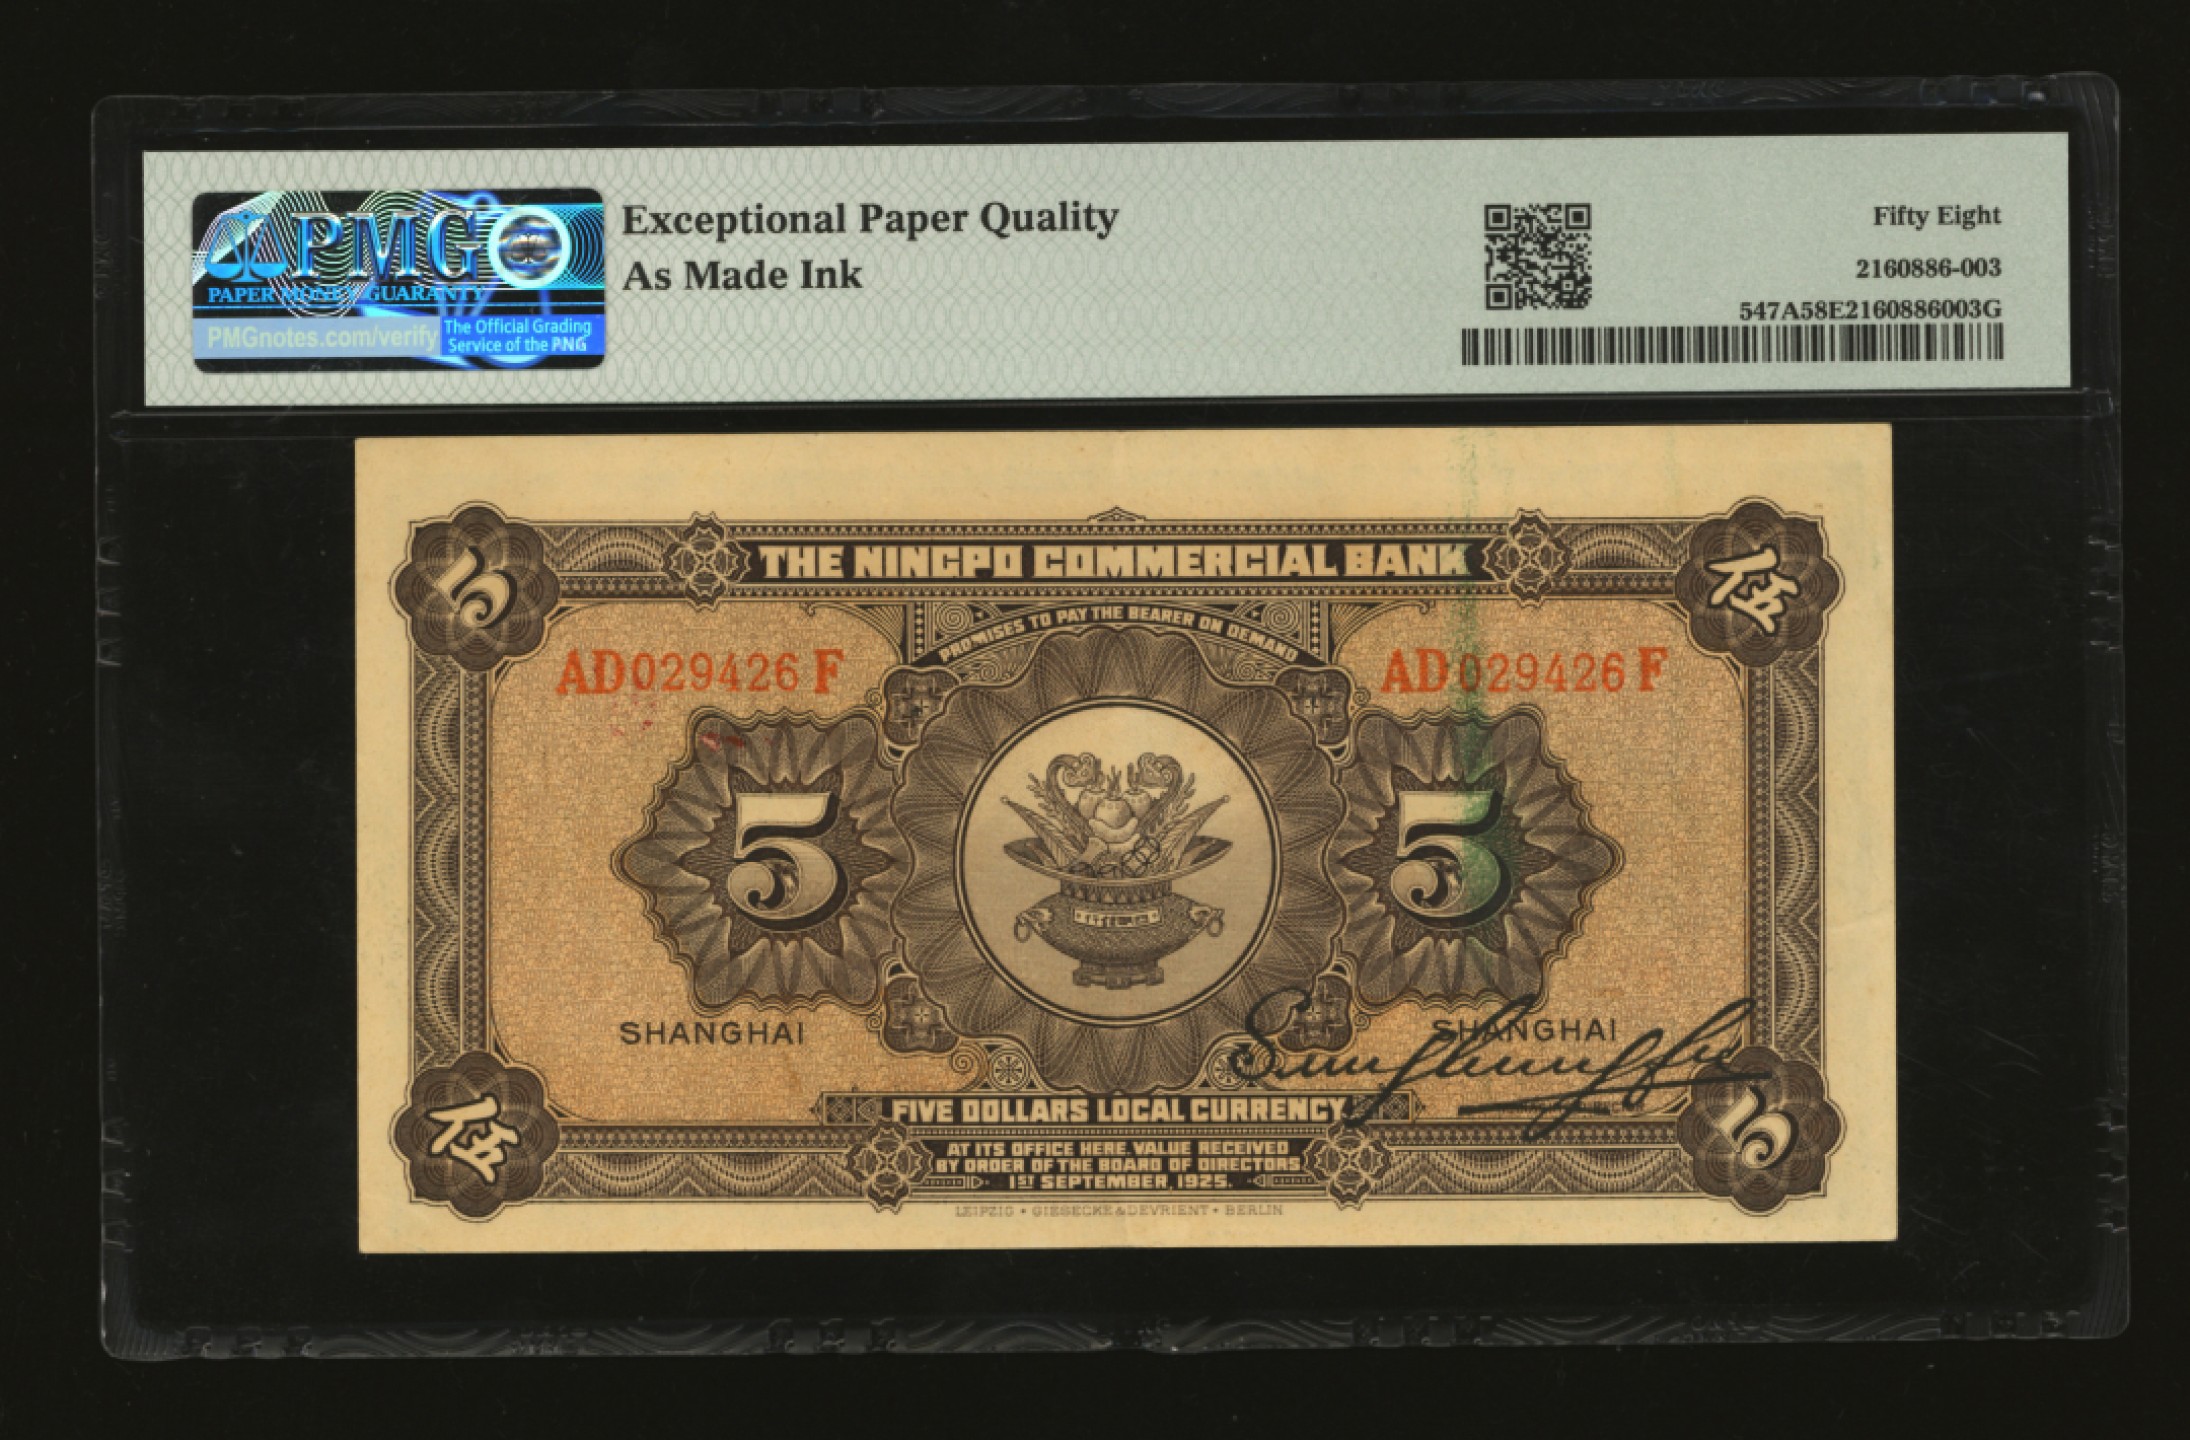 PMG
PAPER MONEY GUARANTY
PMGnotes.com/verify
The Official Grading
Service of the PNG
Exceptional Paper Quality
As Made Ink
Fifty Eight
2160886-003
547A58E2160886003G
5
THE NINGPO COMMERCIAL BANK
伍
PROMISES TO PAY THE BEARER ON DEMAND
AD029426F
AD029426F
5
5
SHANGHAI
SHANGHAI
FIVE DOLLARS LOCAL CURRENCY
伍
5
AT ITS OFFICE HERE. VALUE RECEIVED
BY ORDER OF THE BOARD OF DIRECTORS
1ST SEPTEMBER, 1925.
LEIPZIG • GIESECKE & DEVRIENT • BERLIN